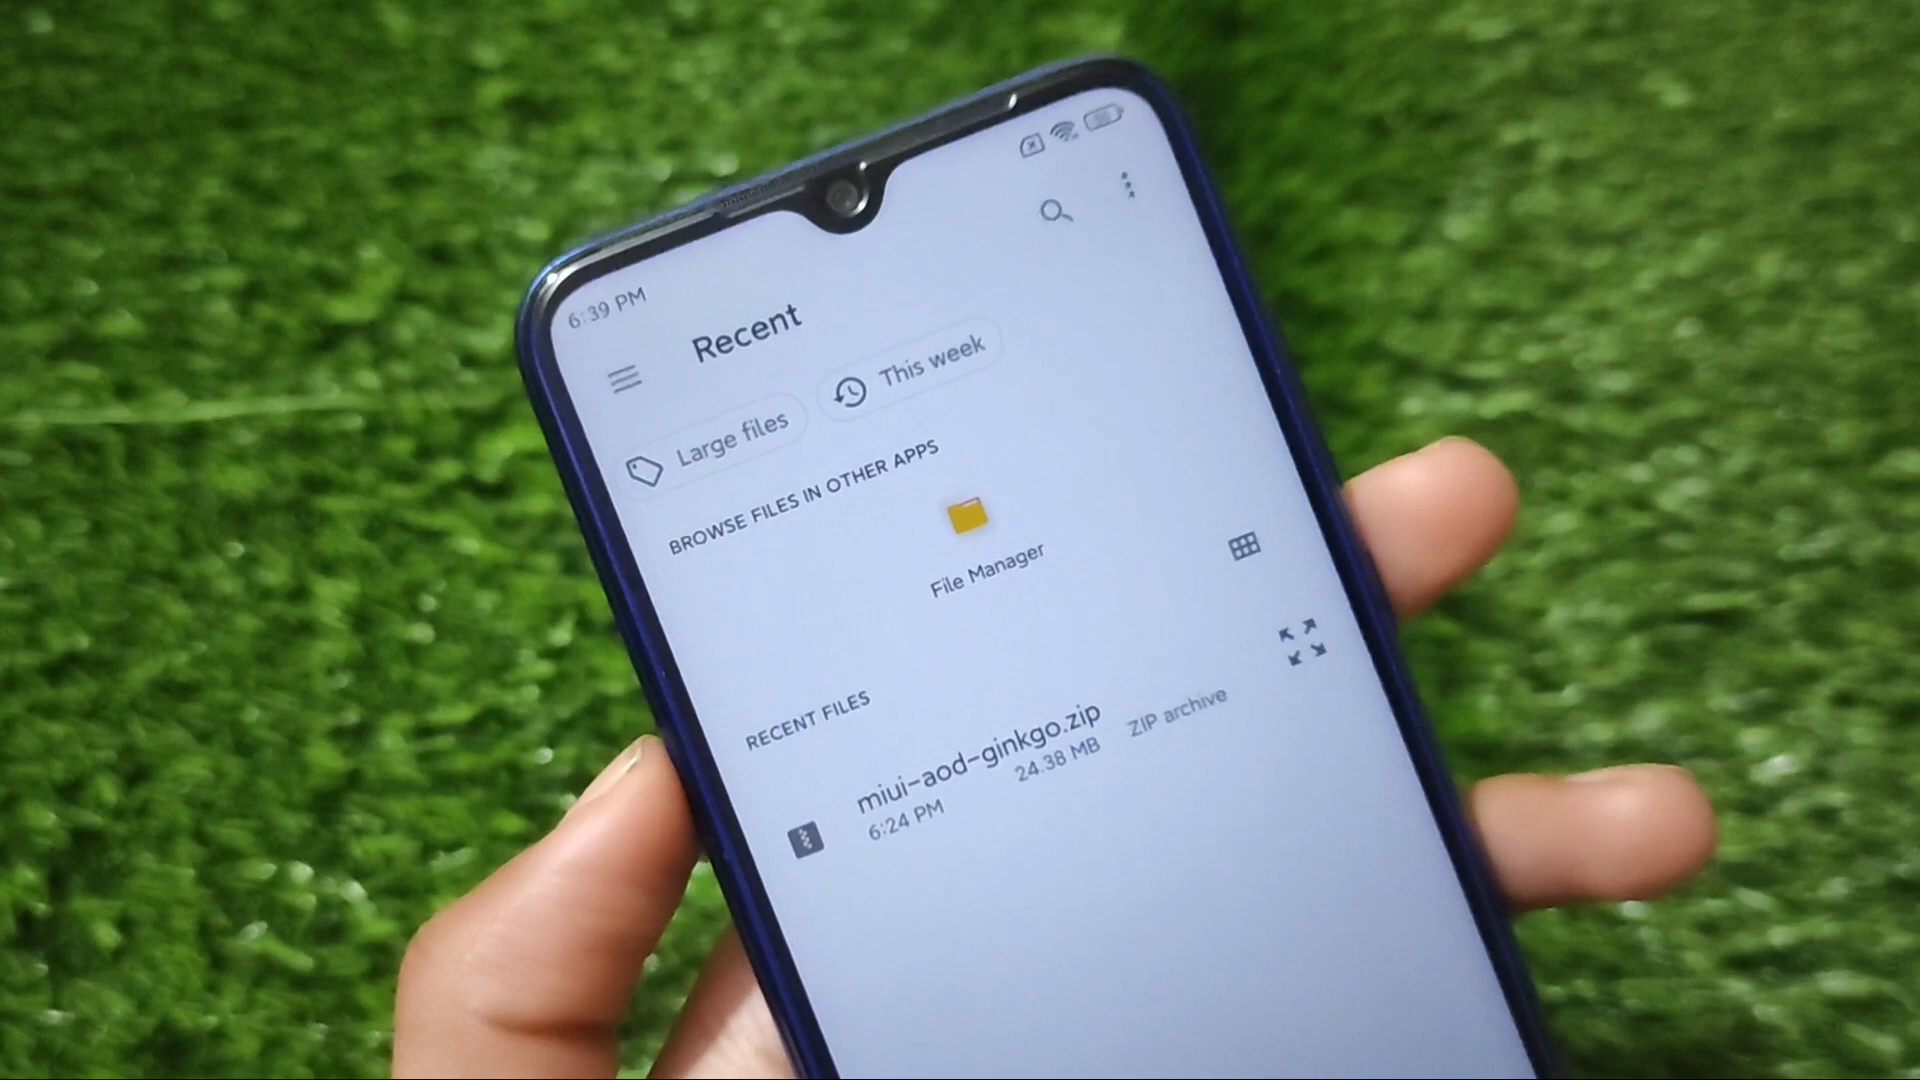 6:39 PM
Recent
Large files
This week
BROWSE FILES IN OTHER APPS
File Manager
RECENT FILES
miui-aod-ginkgo.zip
6:24 PM 24.38 MB ZIP archive